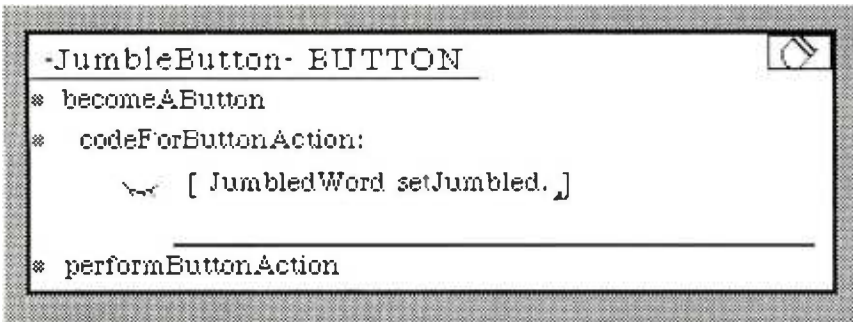 -JumbleButton- BUTTON
becomeAButton
codeForButtonAction:
[ JumbledWord setJumbled. ]
performButtonAction